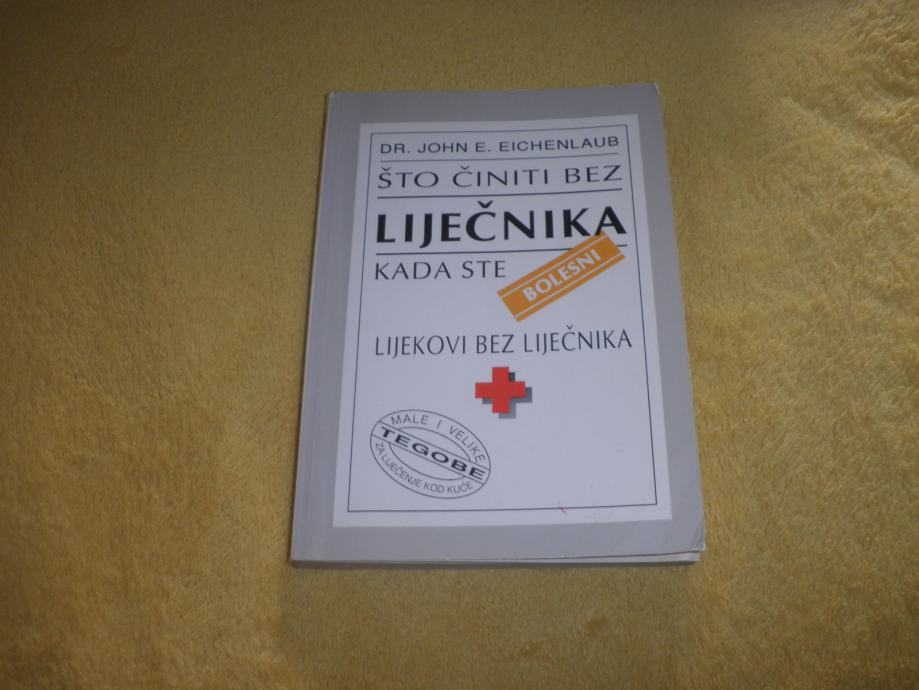 DR. JOHN E. EICHENLAUB
ŠTO ČINITI BEZ
LIJEČNIKA
KADA STE
BOLESNI
LIJEKOVI BEZ LIJEČNIKA
MALE I VELIKE
TEGOBE
ZA LIJEČENJE KOD KUĆE